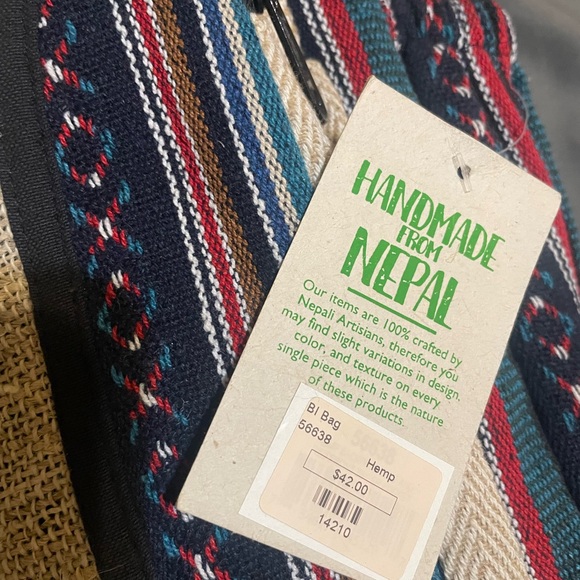 HANDMADE
FROM
NEPAL
Our items are 100% crafted by
Nepali Artisians, therefore you
may find slight variations in design,
color, and texture on every
single piece which is the nature
of these products.
BI Bag
56638
Hemp
$42.00
14210